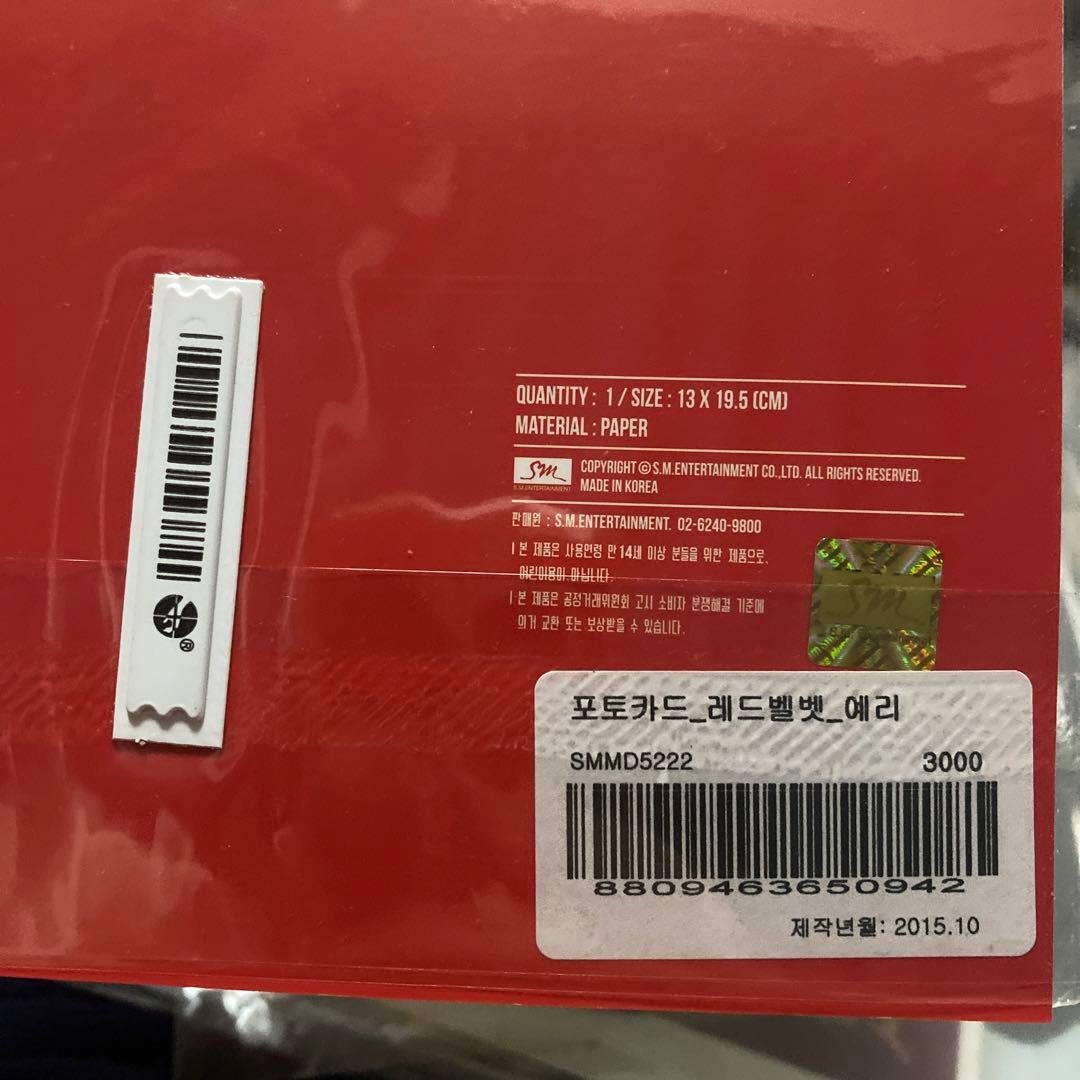 QUANTITY : 1 / SIZE : 13 X 19.5 (CM)
MATERIAL : PAPER
SM
S.M.ENTERTAINMENT
COPYRIGHT © S.M.ENTERTAINMENT CO.,LTD. ALL RIGHTS RESERVED.
MADE IN KOREA
판매원 : S.M.ENTERTAINMENT. 02-6240-9800
| 본 제품은 사용연령 만 14세 이상 분들을 위한 제품으로,
어린이용이 아닙니다.
| 본 제품은 공정거래위원회 고시 소비자 분쟁해결 기준에
의거 교환 또는 보상받을 수 있습니다.
SM
포토카드_레드벨벳_예리
SMMD5222 3000
8809463650942
제작년월: 2015.10